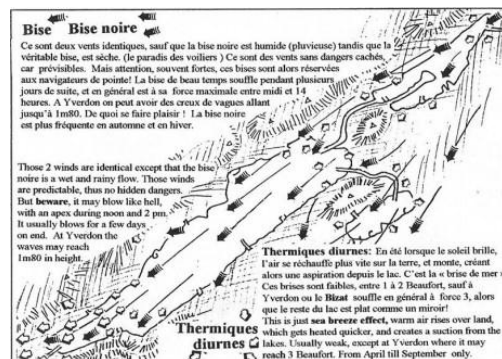 Bise Bise noire
Ce sont deux vents identiques, sauf que la bise noire est humide (pluvieuse) tandis que la
véritable bise, est sèche. (le paradis des voiliers ) Ce sont des vents sans dangers cachés,
car prévisibles. Mais attention, souvent fortes, ces bises sont alors réservées
aux navigateurs de pointe! La bise de beau temps souffle pendant plusieurs
jours de suite, et en général est à sa force maximale entre midi et 14
heures. A Yverdon on peut avoir des creux de vagues allant
jusqu'à 1m80. De quoi se faire plaisir ! La bise noire
est plus fréquente en automne et en hiver.
Those 2 winds are identical except that the bise
noire is a wet and rainy flow. Those winds
are predictable, thus no hidden dangers.
But beware, it may blow like hell,
with an apex during noon and 2 pm.
It usually blows for a few days
on end. At Yverdon the
waves may reach
1m80 in height.
Thermiques diurnes: En été lorsque le soleil brille,
l'air se réchauffe plus vite sur la terre, et monte, créant
alors une aspiration depuis le lac. C'est la « brise de mer
Ces brises sont faibles, entre 1 à 2 Beaufort, sauf à
Yverdon ou le Bizat souffle en général à force 3, alors
que le reste du lac est plat comme un miroir!
This is just sea breeze effect, warm air rises over land,
which gets heated quicker, and creates a suction from the
lakes. Usually weak, except at Yverdon where it may
reach 3 Beaufort. From April till September only.
Thermiques
diurnes